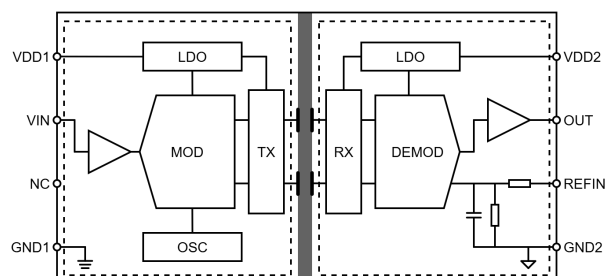 VDD1
LDO
LDO
VDD2
VIN
MOD
TX
RX
DEMOD
OUT
NC
REFIN
GND1
OSC
GND2